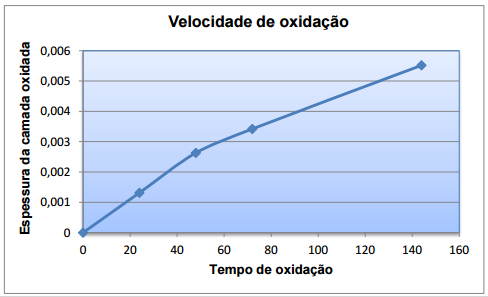 Velocidade de oxidação
Espessura da camada oxidada
0,006
0,005
0,004
0,003
0,002
0,001
0
0 20 40 60 80 100 120 140 160
Tempo de oxidação